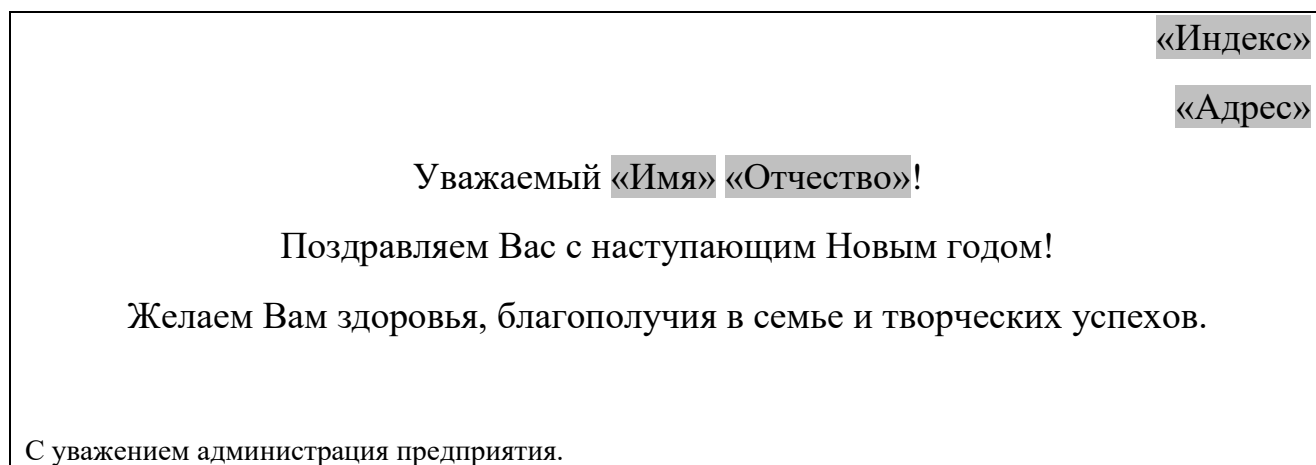 «Индекс»
«Адрес»
Уважаемый «Имя» «Отчество»!
Поздравляем Вас с наступающим Новым годом!
Желаем Вам здоровья, благополучия в семье и творческих успехов.
С уважением администрация предприятия.